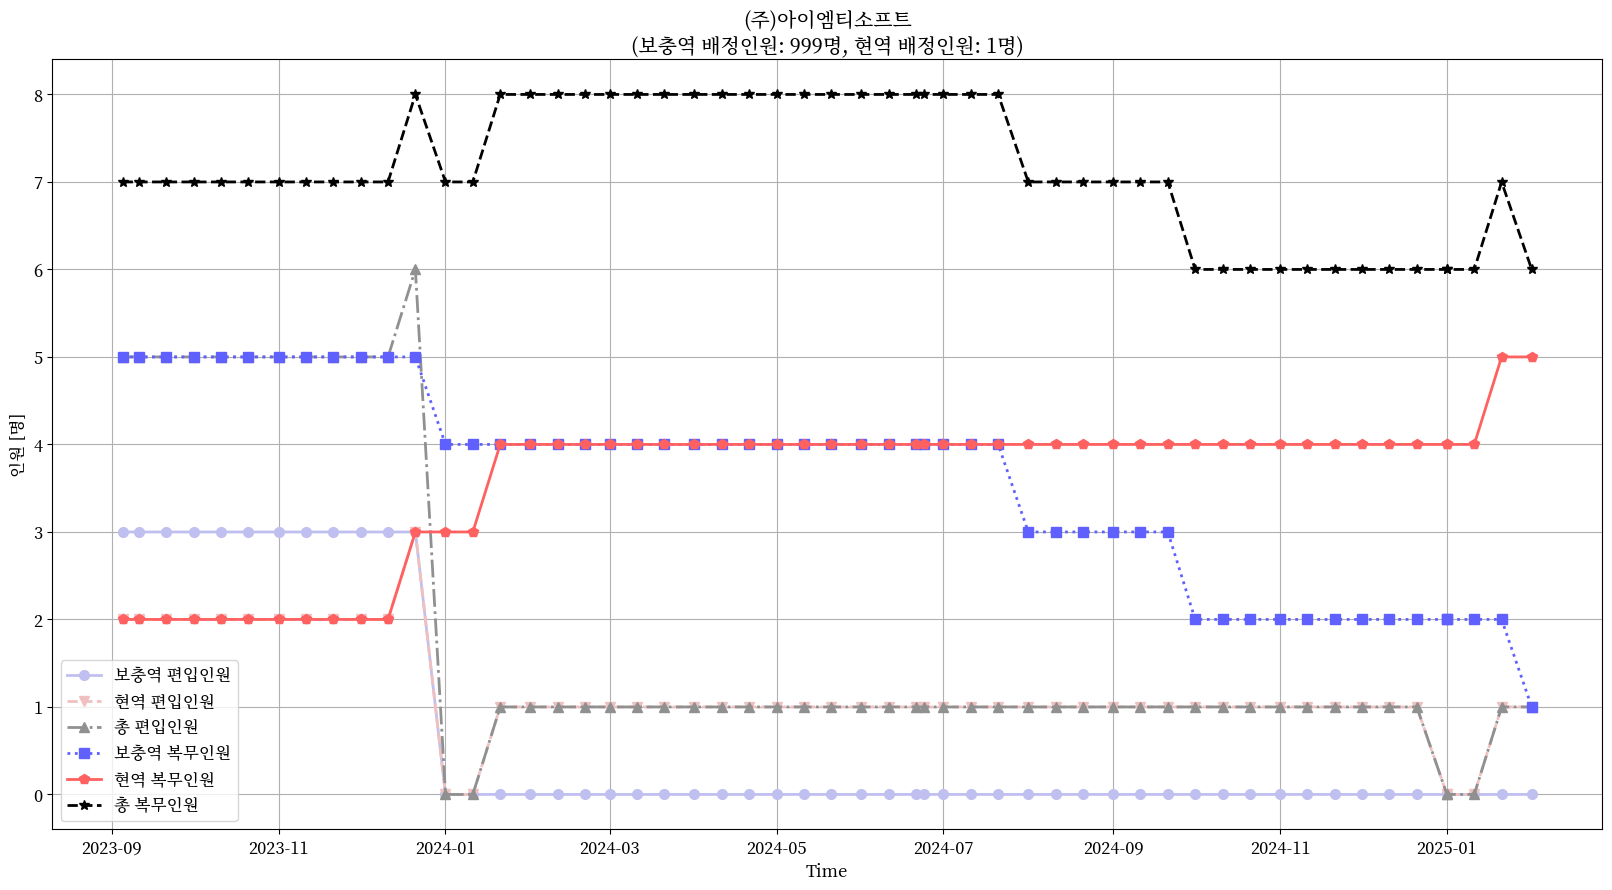 (주)아이엠티소프트
(보충역 배정인원: 999명, 현역 배정인원: 1명)
인원 [명]
8
7
6
5
4
3
2
1
0
보충역 편입인원
현역 편입인원
총 편입인원
보충역 복무인원
현역 복무인원
총 복무인원
2023-09 2023-11 2024-01 2024-03 2024-05 2024-07 2024-09 2024-11 2025-01
Time